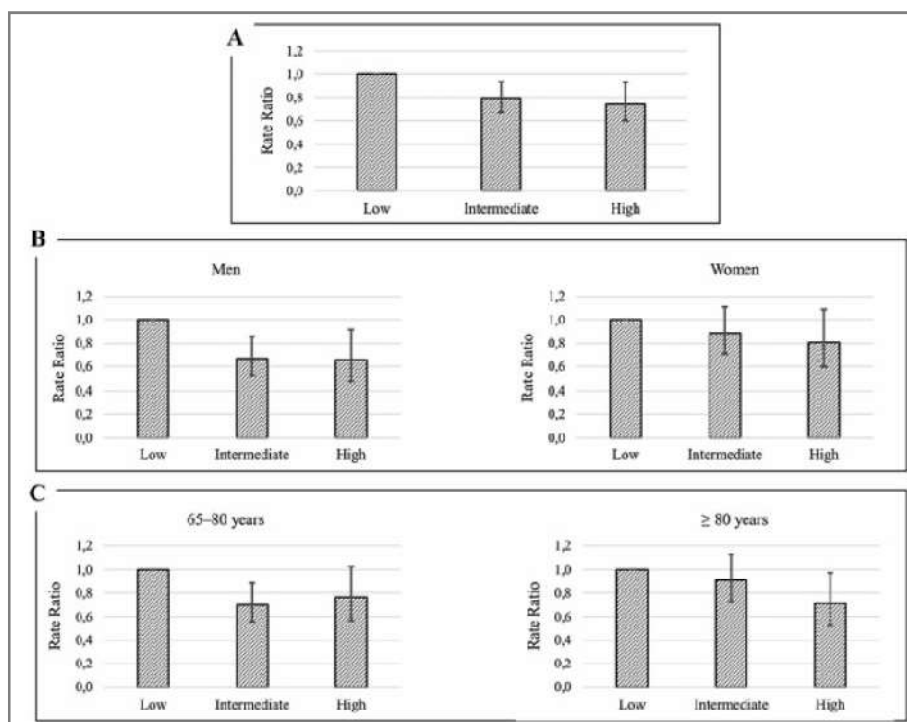 A
Rate Ratio
1,2
1,0
0,8
0,6
0,4
0,2
0,0
Low Intermediate High
B
Men
Rate Ratio
1,2
1,0
0,8
0,6
0,4
0,2
0,0
Low Intermediate High
Women
Rate Ratio
1,2
1,0
0,8
0,6
0,4
0,2
0,0
Low Intermediate High
C
65–80 years
Rate Ratio
1,2
1,0
0,8
0,6
0,4
0,2
0,0
Low Intermediate High
≥ 80 years
Rate Ratio
1,2
1,0
0,8
0,6
0,4
0,2
0,0
Low Intermediate High